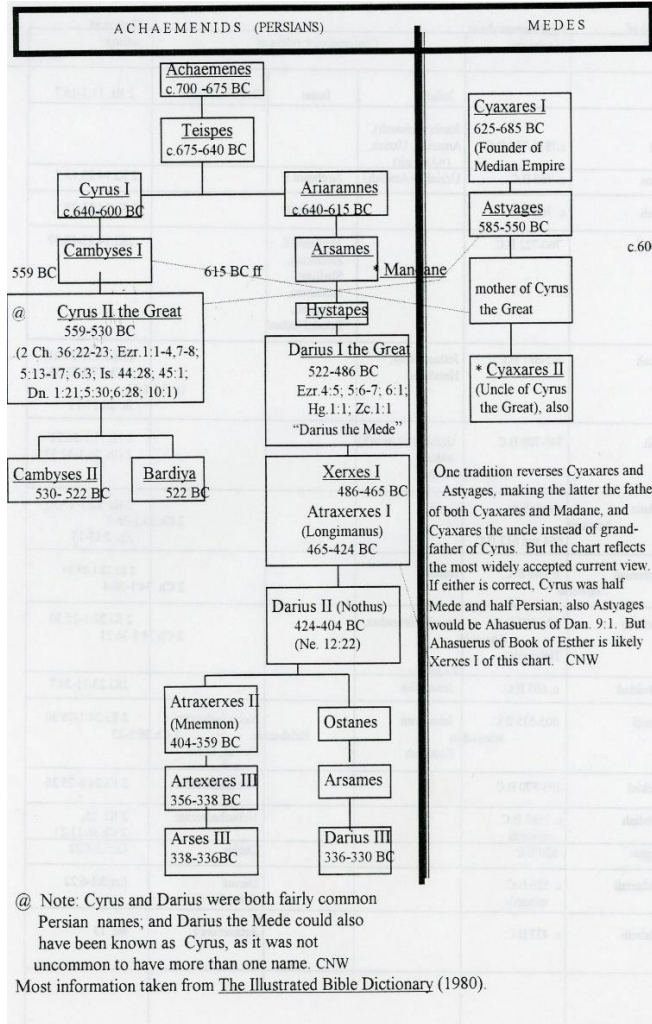 ACHAEMENIDS (PERSIANS)
MEDES
Achaemenes
c.700 -675 BC
Teispes
c.675-640 BC
Cyrus I
c.640-600 BC
Ariaramnes
c.640-615 BC
Cambyses I
559 BC
Arsames
615 BC ff
* Mandane
Hystapes
@ Cyrus II the Great
559-530 BC
(2 Ch. 36:22-23; Ezr.1:1-4,7-8;
5:13-17; 6:3; Is. 44:28; 45:1;
Dn. 1:21;5:30;6:28; 10:1)
Darius I the Great
522-486 BC
Ezr.4:5; 5:6-7; 6:1;
Hg.1:1; Zc.1:1
“Darius the Mede”
Cambyses II
530- 522 BC
Bardiya
522 BC
Xerxes I
486-465 BC
Atraxerxes I
(Longimanus)
465-424 BC
Darius II (Nothus)
424-404 BC
(Ne. 12:22)
Atraxerxes II
(Mnemnon)
404-359 BC
Ostanes
Artexeres III
356-338 BC
Arsames
Arses III
338-336BC
Darius III
336-330 BC
Cyaxares I
625-685 BC
(Founder of
Median Empire
Astyages
585-550 BC
c.60
mother of Cyrus
the Great
* Cyaxares II
(Uncle of Cyrus
the Great), also
One tradition reverses Cyaxares and
Astyages, making the latter the fathe
of both Cyaxares and Madane, and
Cyaxares the uncle instead of grand-
father of Cyrus. But the chart reflects
the most widely accepted current view.
If either is correct, Cyrus was half
Mede and half Persian; also Astyages
would be Ahasuerus of Dan. 9:1. But
Ahasuerus of Book of Esther is likely
Xerxes I of this chart. CNW
@ Note: Cyrus and Darius were both fairly common
Persian names; and Darius the Mede could also
have been known as Cyrus, as it was not
uncommon to have more than one name. CNW
Most information taken from The Illustrated Bible Dictionary (1980).